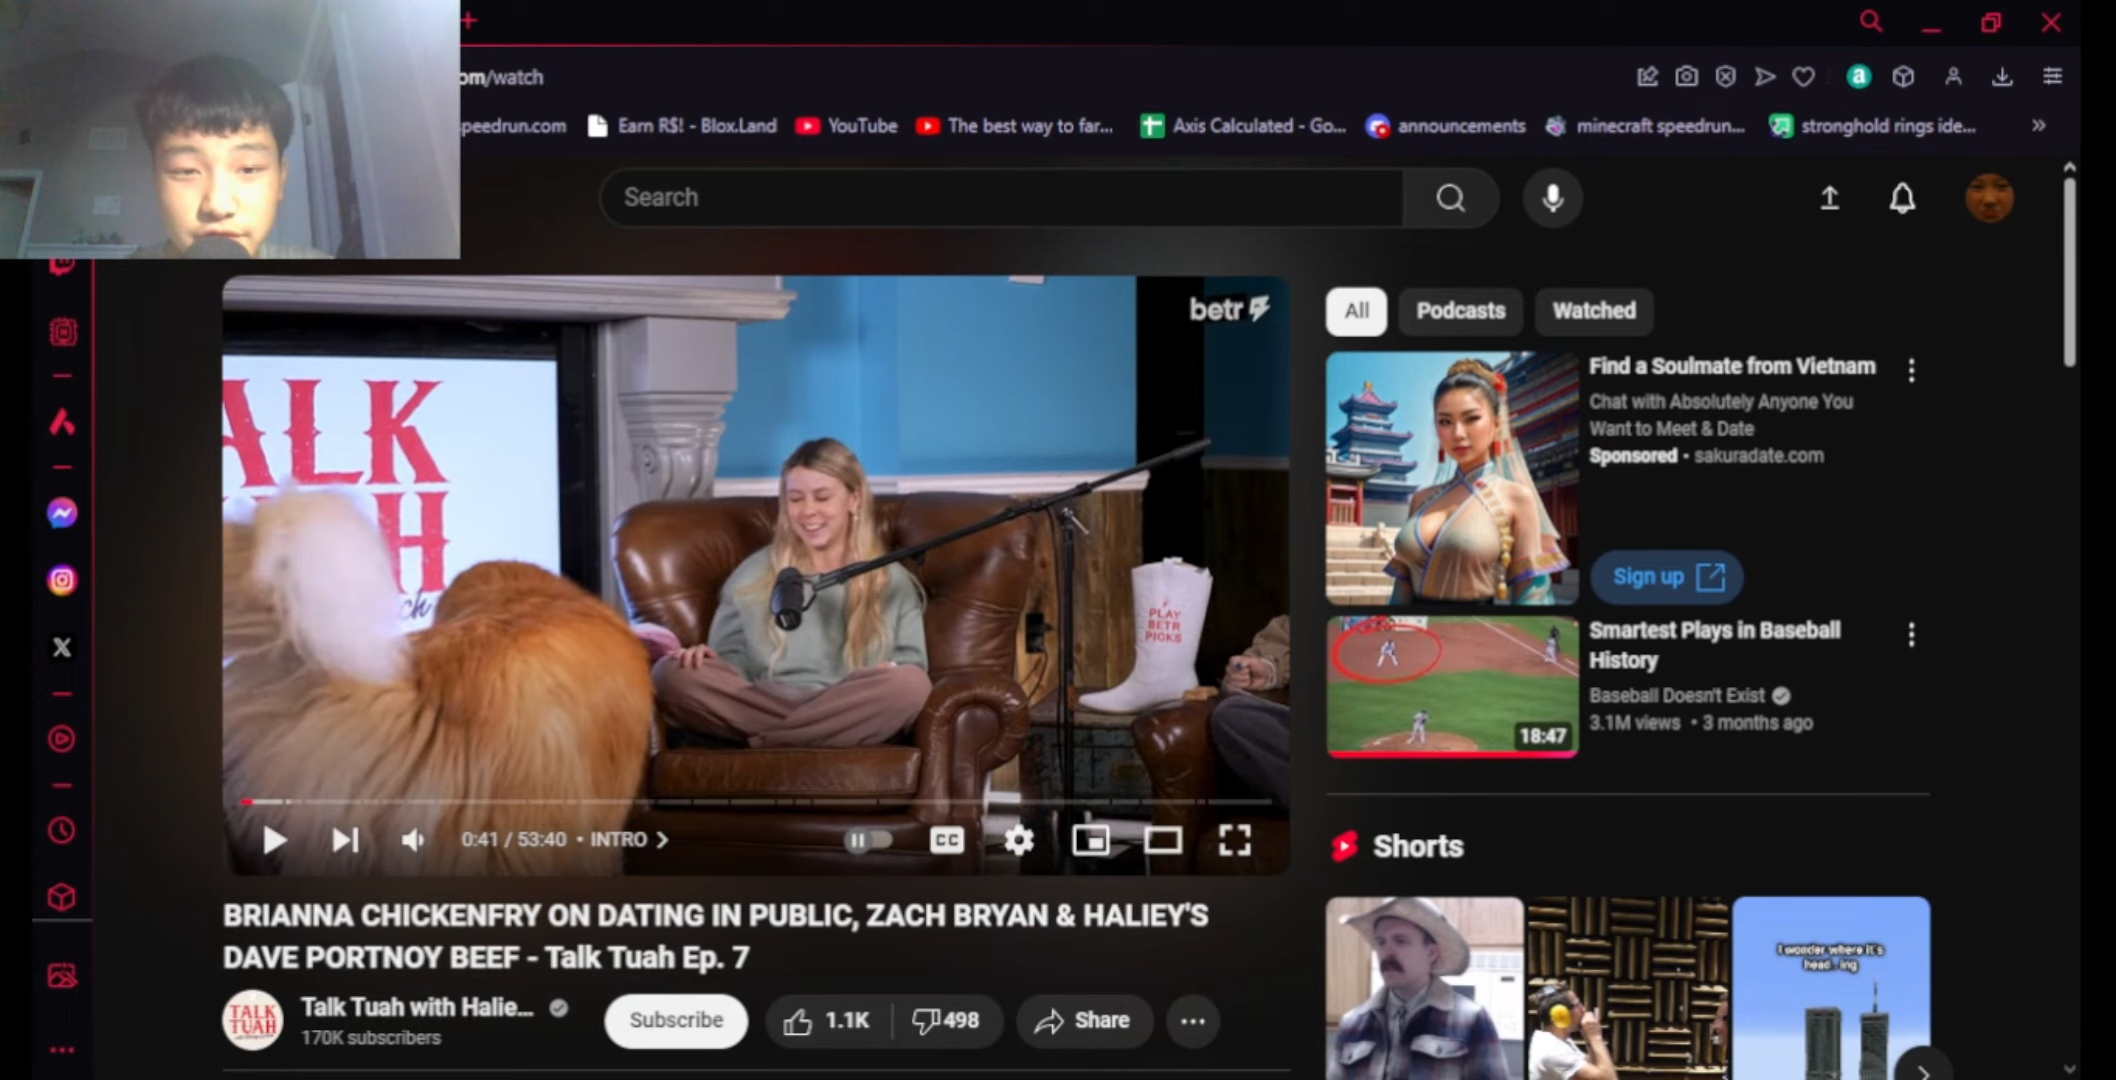 om/watch
peedrun.com
Earn R$! - Blox.Land
YouTube
The best way to far...
Axis Calculated - Go...
announcements
minecraft speedrun...
stronghold rings ide...
Search
betr
ALK
H
ch
PLAY
BETR
PICKS
0:41 / 53:40 • INTRO
CC
BRIANNA CHICKENFRY ON DATING IN PUBLIC, ZACH BRYAN & HALIEY'S
DAVE PORTNOY BEEF - Talk Tuah Ep. 7
TALK
TUAH
Talk Tuah with Halie...
170K subscribers
Subscribe
1.1K
498
Share
All
Podcasts
Watched
Find a Soulmate from Vietnam
Chat with Absolutely Anyone You
Want to Meet & Date
Sponsored • sakuradate.com
Sign up
Smartest Plays in Baseball
History
Baseball Doesn't Exist
3.1M views • 3 months ago
18:47
Shorts
I wonder where it's
head...ing